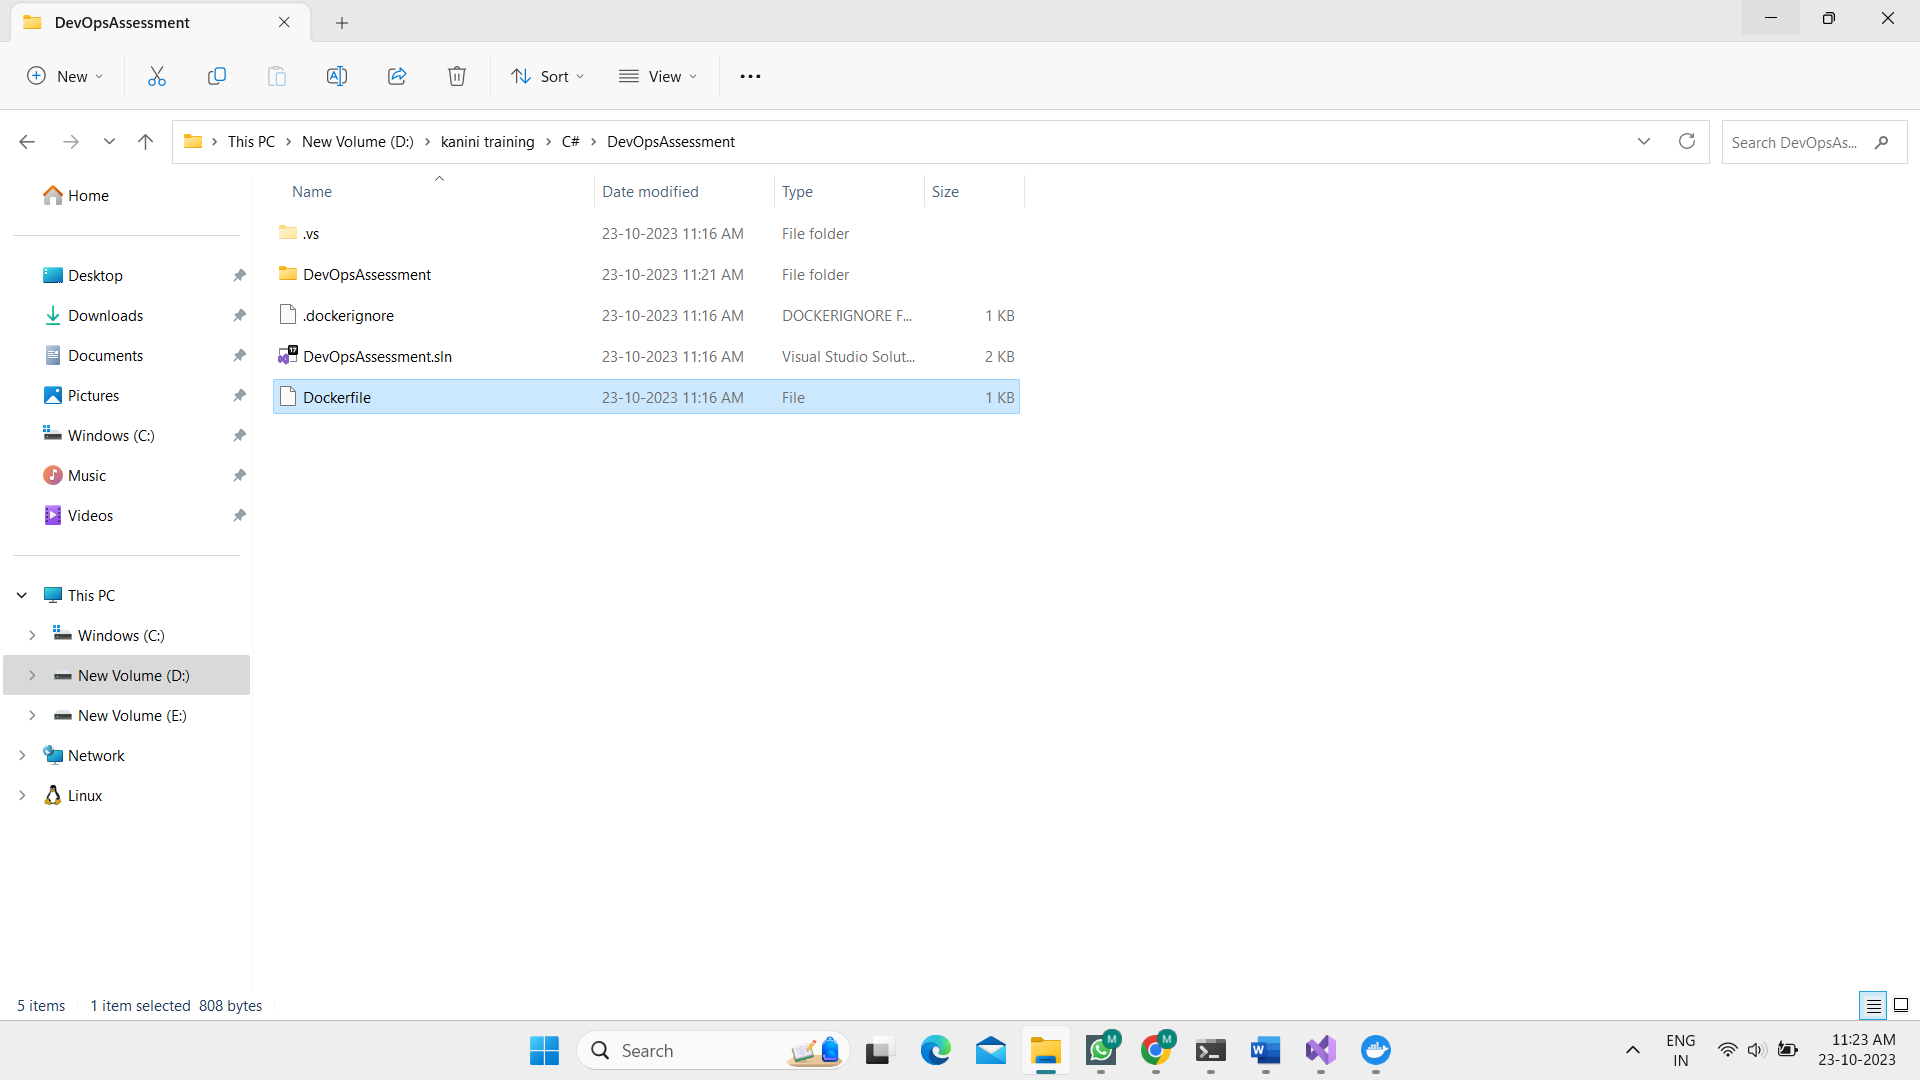 DevOpsAssessment
New
Sort
View
This PC > New Volume (D:) > kanini training > C# > DevOpsAssessment
Search DevOpsAs...
Name Date modified Type Size
.vs 23-10-2023 11:16 AM File folder
DevOpsAssessment 23-10-2023 11:21 AM File folder
.dockerignore 23-10-2023 11:16 AM DOCKERIGNORE F... 1 KB
DevOpsAssessment.sln 23-10-2023 11:16 AM Visual Studio Solut... 2 KB
Dockerfile 23-10-2023 11:16 AM File 1 KB
Home
Desktop
Downloads
Documents
Pictures
Windows (C:)
Music
Videos
This PC
Windows (C:)
New Volume (D:)
New Volume (E:)
Network
Linux
5 items 1 item selected 808 bytes
Search
M
M
W
ENG
IN
11:23 AM
23-10-2023